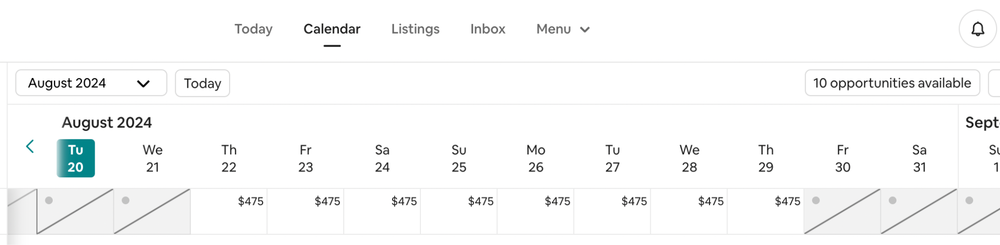 Today Calendar Listings Inbox Menu
August 2024 Today 10 opportunities available
August 2024 Sept
Tu We Th Fr Sa Su Mo Tu We Th Fr Sa Su
20 21 22 23 24 25 26 27 28 29 30 31 1
$475 $475 $475 $475 $475 $475 $475 $475